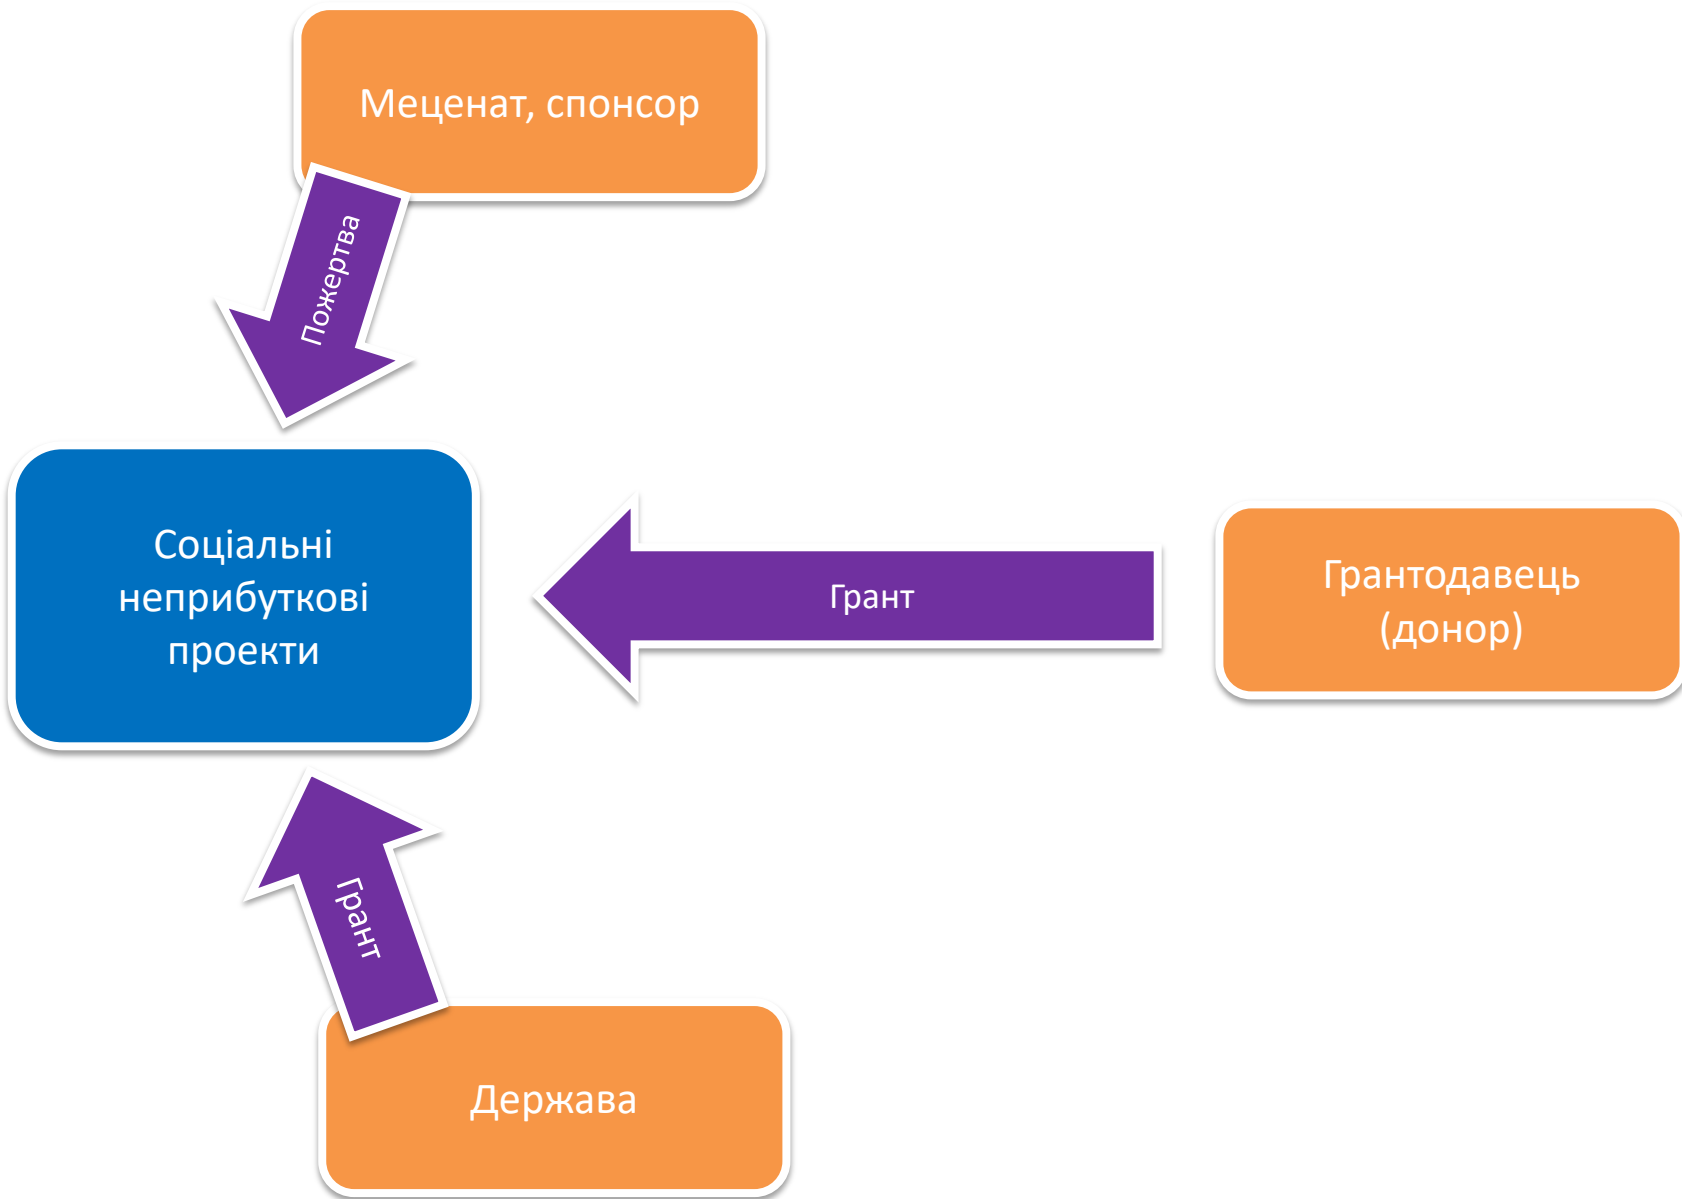 Меценат, спонсор
Пожертва
Соціальні
неприбуткові
проекти
Грант
Грантодавець
(донор)
Грант
Держава